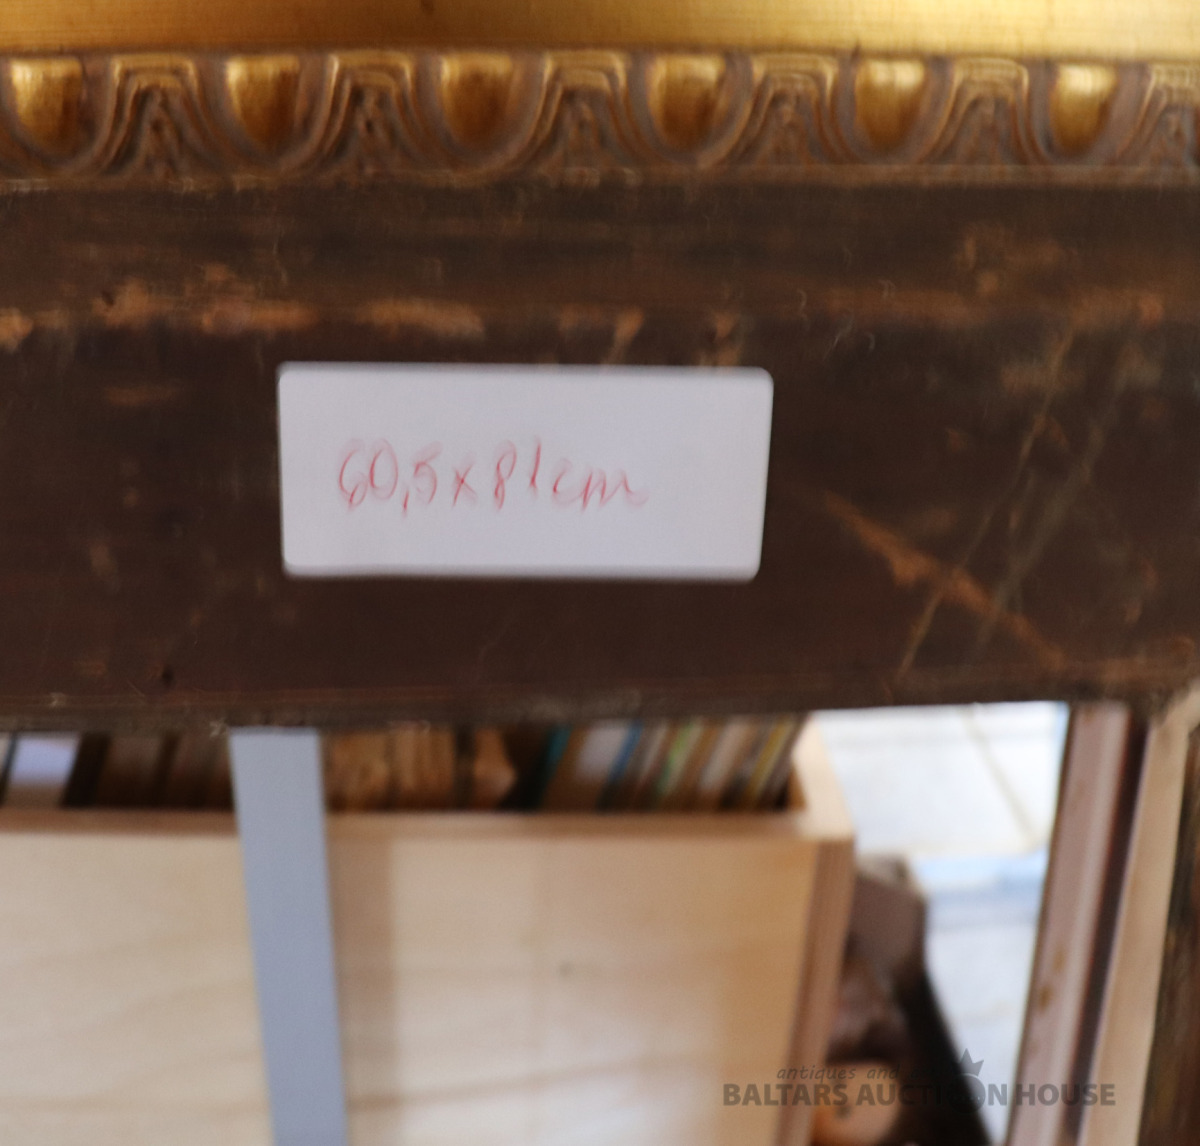 60,5x81cm
antiques and
BALTARS AUCTION HOUSE